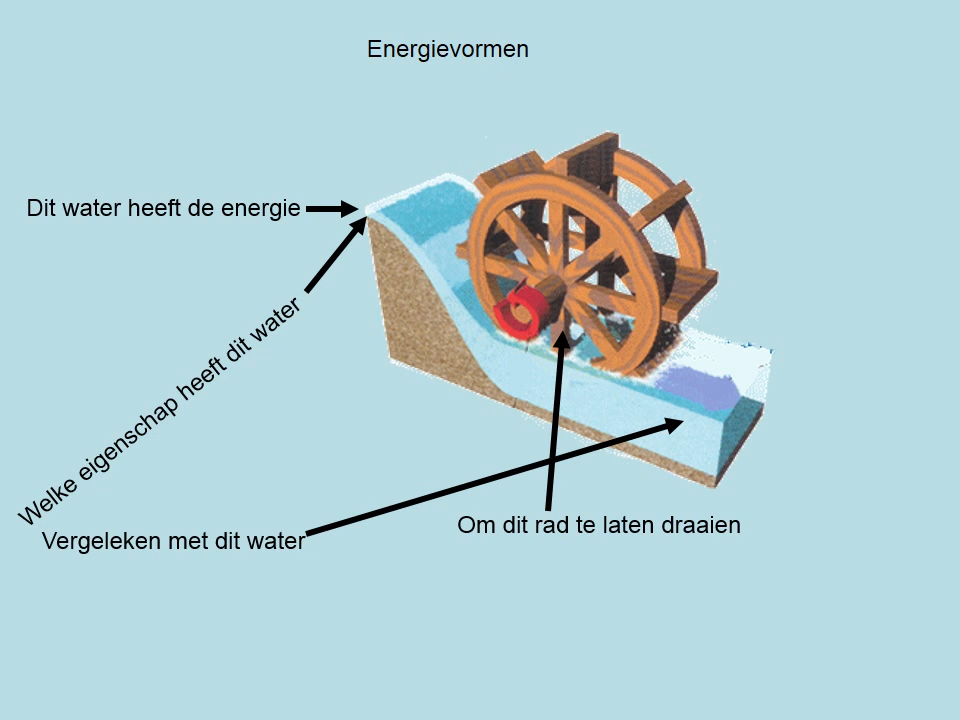 Energievormen
Dit water heeft de energie
Welke eigenschap heeft dit water
Vergeleken met dit water
Om dit rad te laten draaien